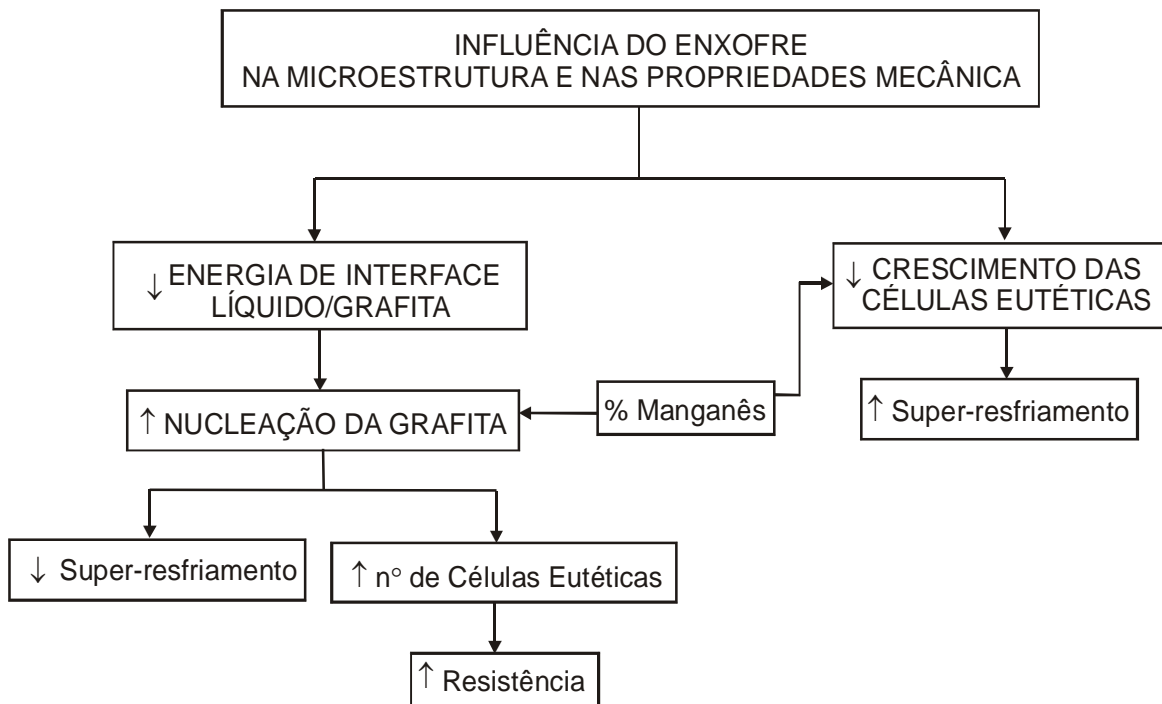 INFLUÊNCIA DO ENXOFRE
NA MICROESTRUTURA E NAS PROPRIEDADES MECÂNICA
↓ ENERGIA DE INTERFACE
LÍQUIDO/GRAFITA
↓ CRESCIMENTO DAS
CÉLULAS EUTÉTICAS
↑ NUCLEAÇÃO DA GRAFITA
% Manganês
↑ Super-resfriamento
↓ Super-resfriamento
↑ n° de Células Eutéticas
↑ Resistência